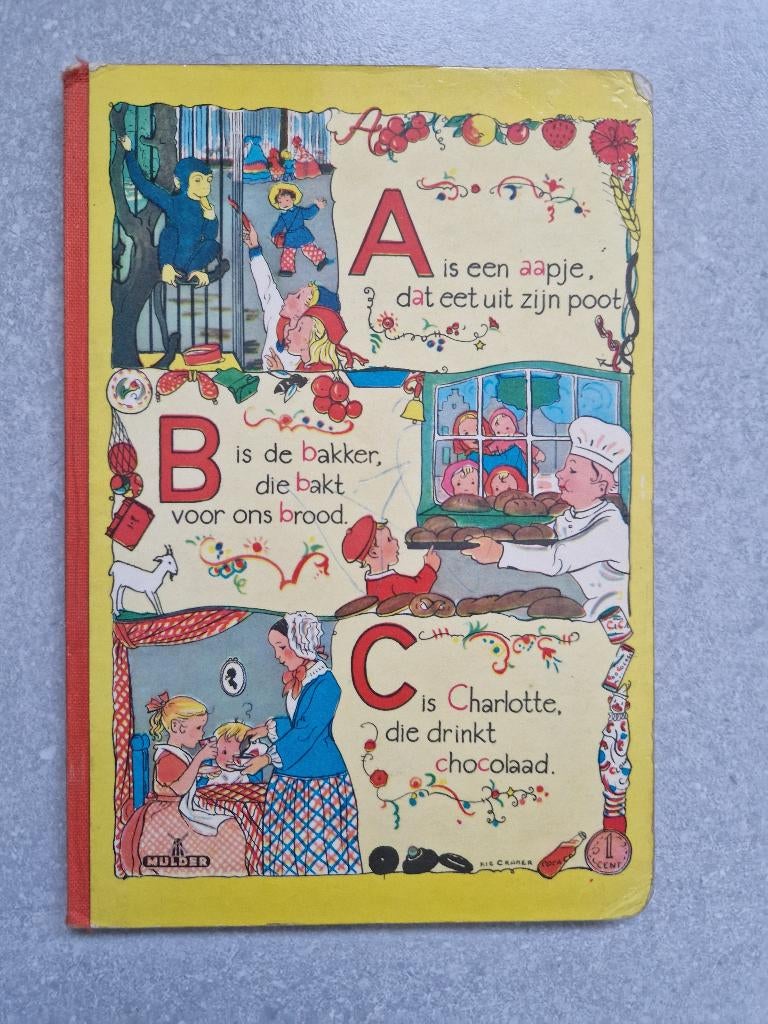 A
A is een aapje,
dat eet uit zijn poot
B is de bakker,
die bakt
voor ons brood.
C is Charlotte,
die drinkt
chocolaad.
MULDER
RIE CRAMER
1
CENT